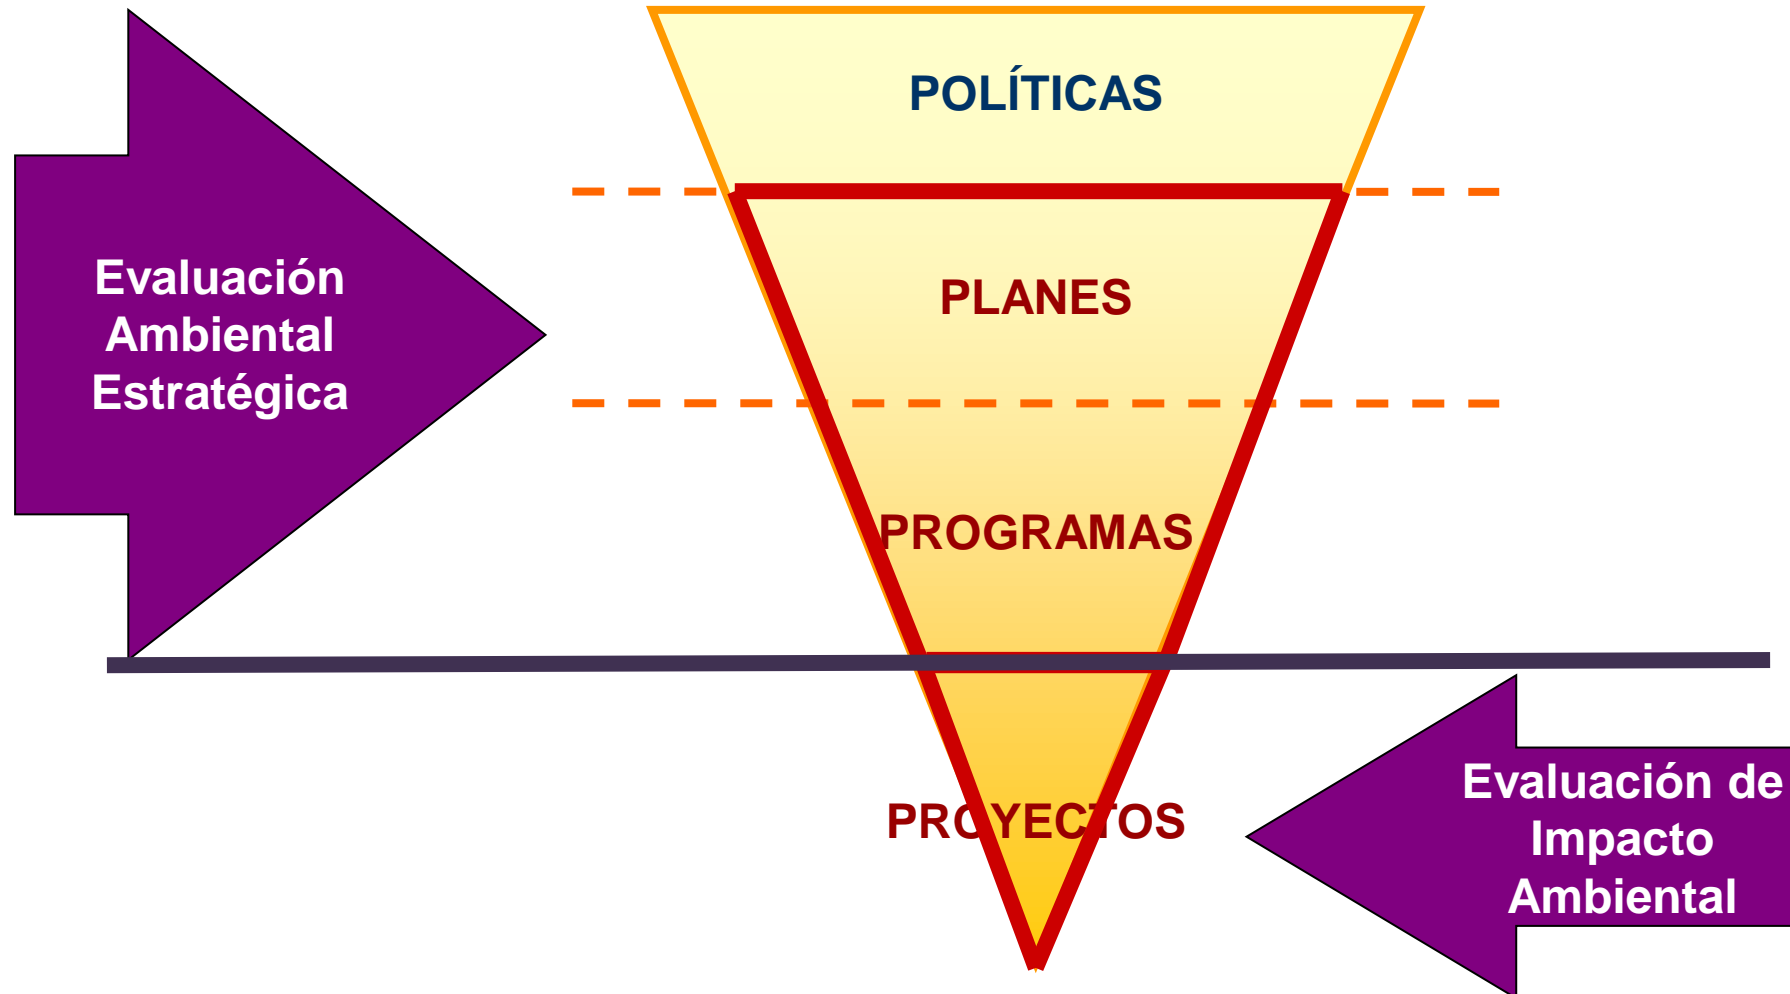 POLÍTICAS
Evaluación
Ambiental
Estratégica
PLANES
PROGRAMAS
PROYECTOS
Evaluación de
Impacto
Ambiental